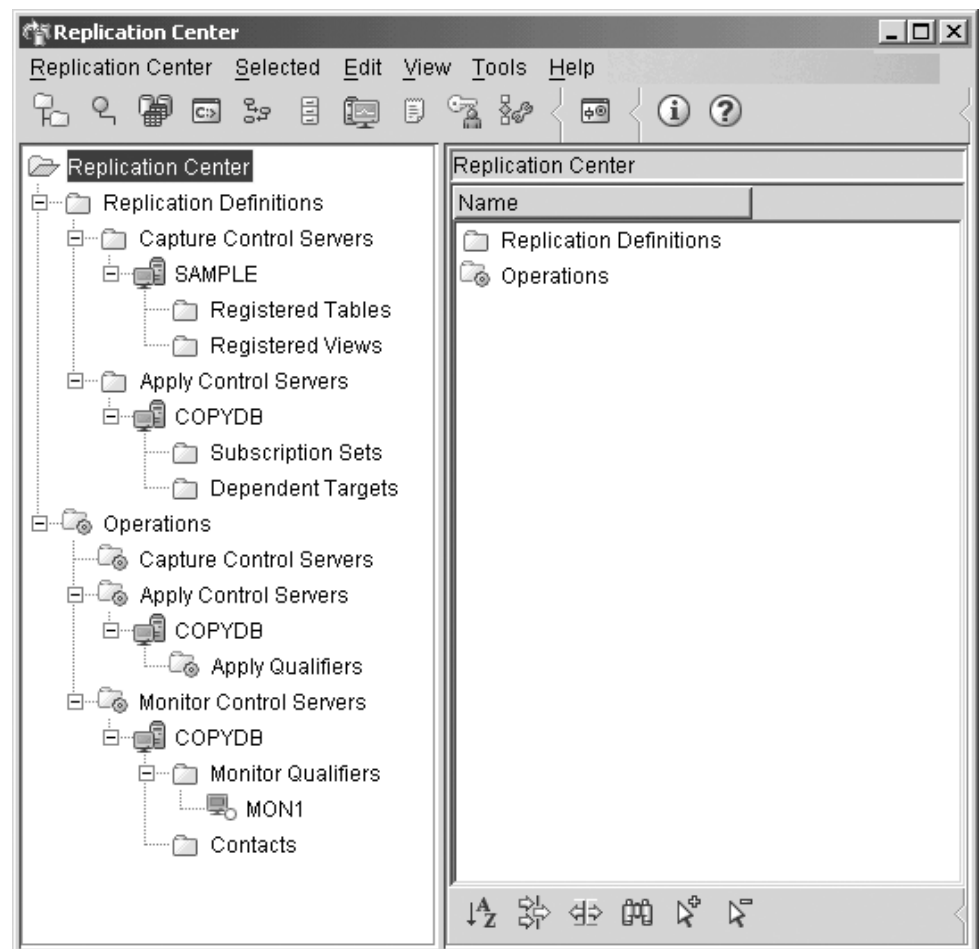 Replication Center
Replication Center Selected Edit View Tools Help
C:\>
Replication Center
Replication Definitions
Capture Control Servers
SAMPLE
Registered Tables
Registered Views
Apply Control Servers
COPYDB
Subscription Sets
Dependent Targets
Operations
Capture Control Servers
Apply Control Servers
COPYDB
Apply Qualifiers
Monitor Control Servers
COPYDB
Monitor Qualifiers
MON1
Contacts
Replication Center
Name
Replication Definitions
Operations